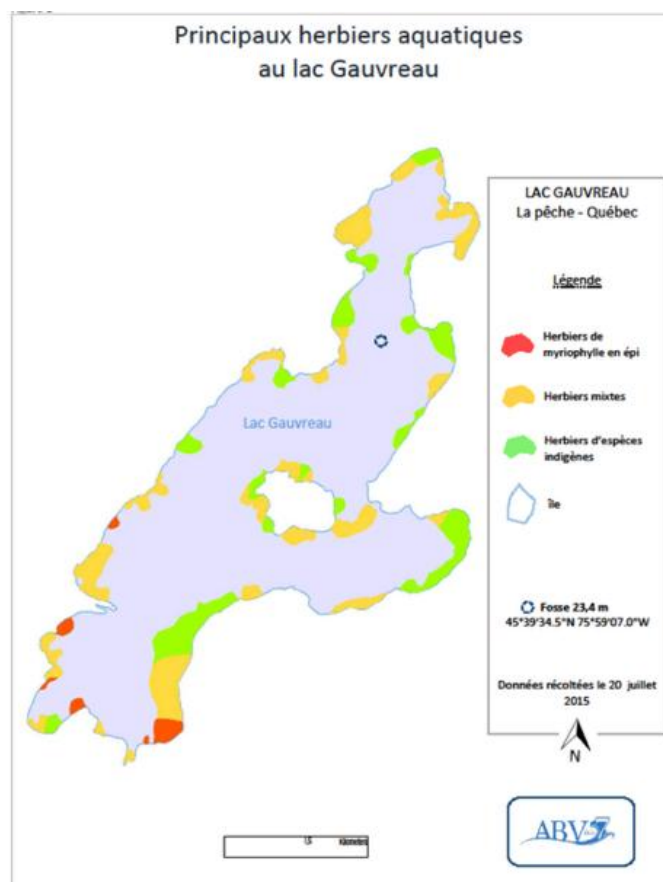 Principaux herbiers aquatiques
au lac Gauvreau
LAC GAUVREAU
La pêche - Québec
Légende
Herbiers de
myriophylle en épi
Herbiers mixtes
Herbiers d'espèces
indigènes
île
Fosse 23,4 m
45°39'34.5"N 75°59'07.0"W
Données récoltées le 20 juillet
2015
N
Lac Gauvreau
Kilometers
ABV